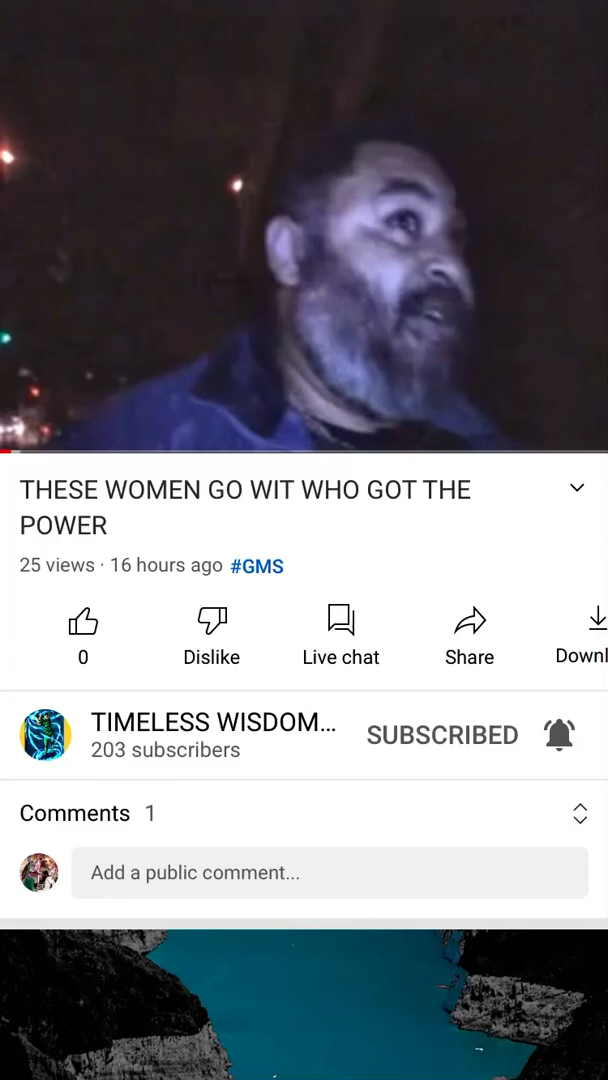 THESE WOMEN GO WIT WHO GOT THE
POWER
25 views · 16 hours ago #GMS
0 Dislike Live chat Share Downl
TIMELESS WISDOM... SUBSCRIBED
203 subscribers
Comments 1
Add a public comment...